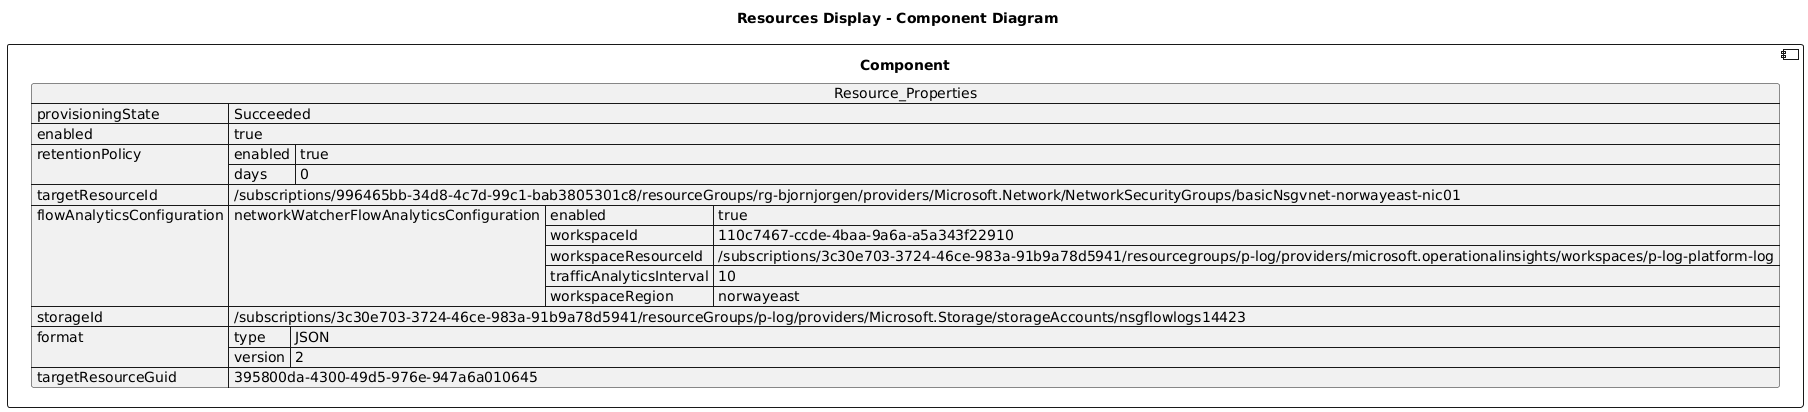 Resources Display - Component Diagram
Component
Resource_Properties
provisioningState Succeeded
enabled true
retentionPolicy enabled true
days 0
targetResourceId /subscriptions/996465bb-34d8-4c7d-99c1-bab3805301c8/resourceGroups/rg-bjornjorgen/providers/Microsoft.Network/NetworkSecurityGroups/basicNsgvnet-norwayeast-nic01
flowAnalyticsConfiguration networkWatcherFlowAnalyticsConfiguration enabled true
workspaceId 110c7467-ccde-4baa-9a6a-a5a343f22910
workspaceResourceId /subscriptions/3c30e703-3724-46ce-983a-91b9a78d5941/resourcegroups/p-log/providers/microsoft.operationalinsights/workspaces/p-log-platform-log
trafficAnalyticsInterval 10
workspaceRegion norwayeast
storageId /subscriptions/3c30e703-3724-46ce-983a-91b9a78d5941/resourceGroups/p-log/providers/Microsoft.Storage/storageAccounts/nsgflowlogs14423
format type JSON
version 2
targetResourceGuid 395800da-4300-49d5-976e-947a6a010645